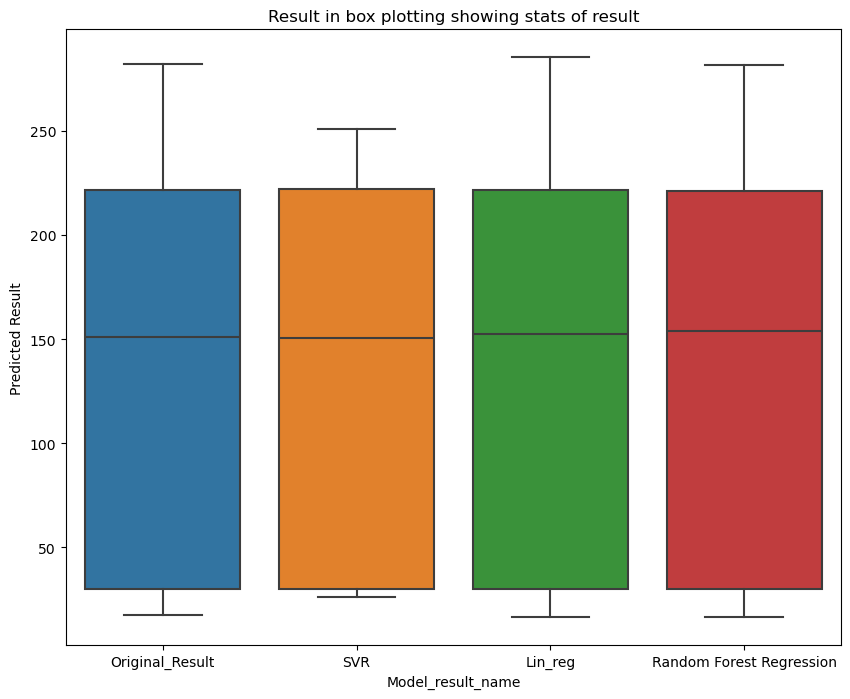 Result in box plotting showing stats of result
Predicted Result
250
200
150
100
50
Original_Result
SVR
Lin_reg
Random Forest Regression
Model_result_name